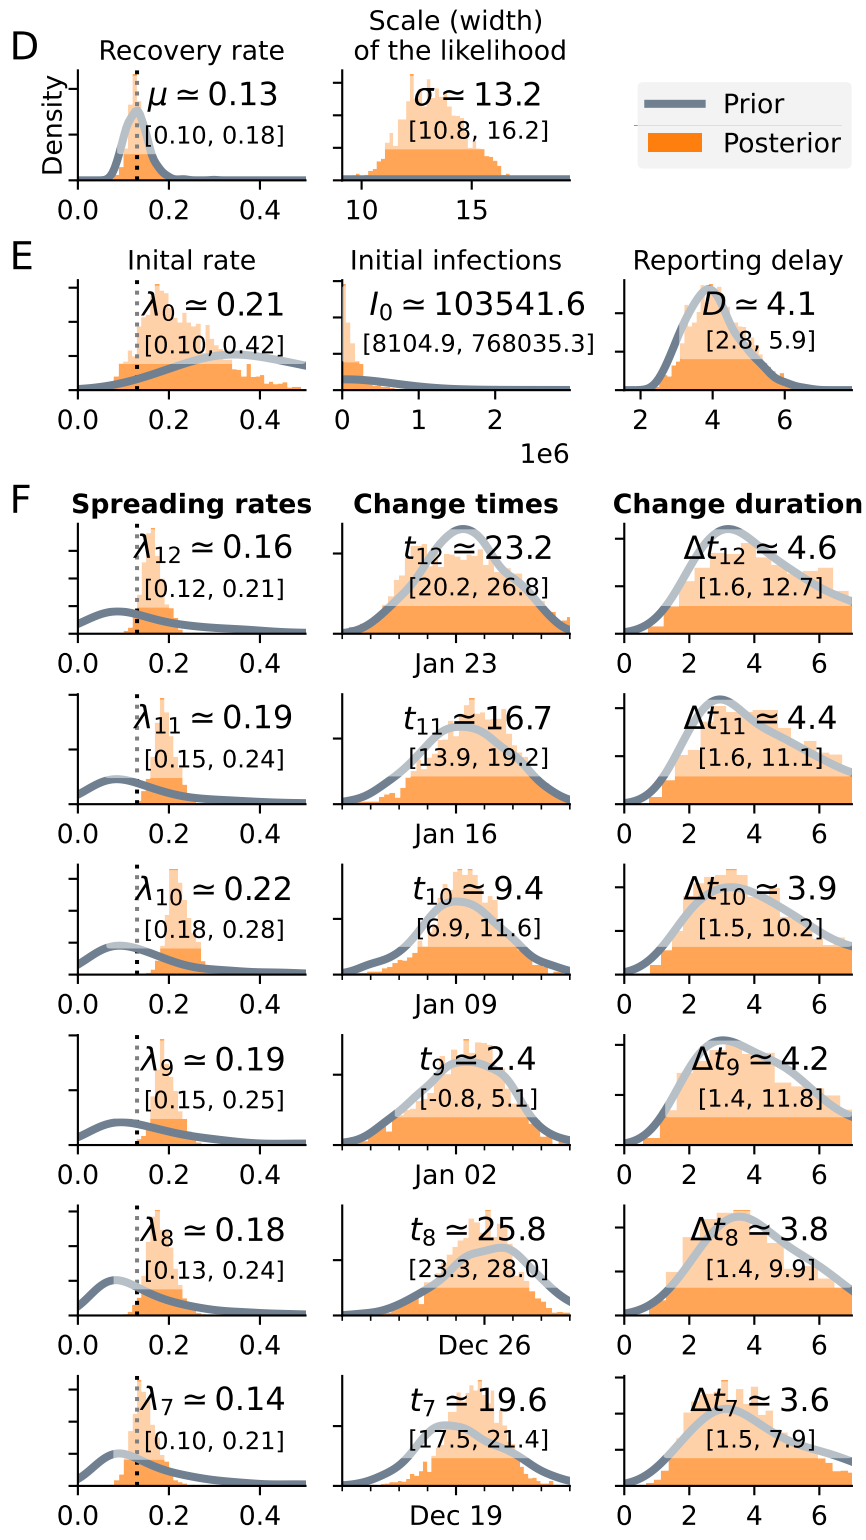 D
Recovery rate
Scale (width)
of the likelihood
Density
μ ≃ 0.13
[0.10, 0.18]
0.0 0.2 0.4
σ ≃ 13.2
[10.8, 16.2]
10 15
Prior
Posterior
E
Inital rate
λ0 ≃ 0.21
[0.10, 0.42]
0.0 0.2 0.4
Initial infections
I0 ≃ 103541.6
[8104.9, 768035.3]
0 1 2
1e6
Reporting delay
D ≃ 4.1
[2.8, 5.9]
2 4 6
F
Spreading rates
Change times
Change duration
λ12 ≃ 0.16
[0.12, 0.21]
0.0 0.2 0.4
t12 ≃ 23.2
[20.2, 26.8]
Jan 23
Δt12 ≃ 4.6
[1.6, 12.7]
0 2 4 6
λ11 ≃ 0.19
[0.15, 0.24]
0.0 0.2 0.4
t11 ≃ 16.7
[13.9, 19.2]
Jan 16
Δt11 ≃ 4.4
[1.6, 11.1]
0 2 4 6
λ10 ≃ 0.22
[0.18, 0.28]
0.0 0.2 0.4
t10 ≃ 9.4
[6.9, 11.6]
Jan 09
Δt10 ≃ 3.9
[1.5, 10.2]
0 2 4 6
λ9 ≃ 0.19
[0.15, 0.25]
0.0 0.2 0.4
t9 ≃ 2.4
[-0.8, 5.1]
Jan 02
Δt9 ≃ 4.2
[1.4, 11.8]
0 2 4 6
λ8 ≃ 0.18
[0.13, 0.24]
0.0 0.2 0.4
t8 ≃ 25.8
[23.3, 28.0]
Dec 26
Δt8 ≃ 3.8
[1.4, 9.9]
0 2 4 6
λ7 ≃ 0.14
[0.10, 0.21]
0.0 0.2 0.4
t7 ≃ 19.6
[17.5, 21.4]
Dec 19
Δt7 ≃ 3.6
[1.5, 7.9]
0 2 4 6